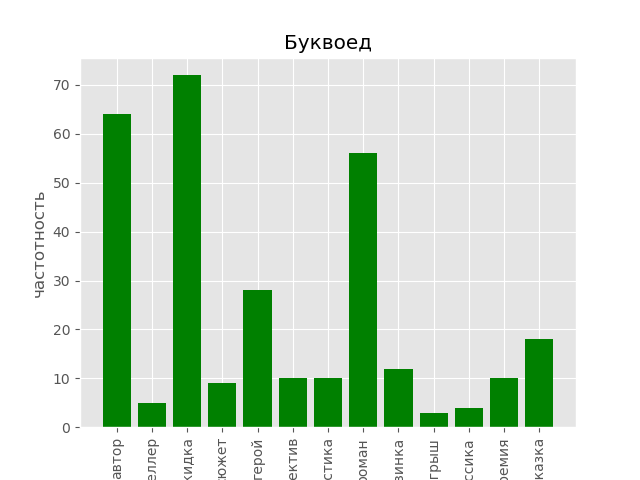 Буквоед
частотность
70
60
50
40
30
20
10
0
автор
еллер
кидка
южет
герой
ектив
стика
роман
винка
грыш
ссика
ремия
казка